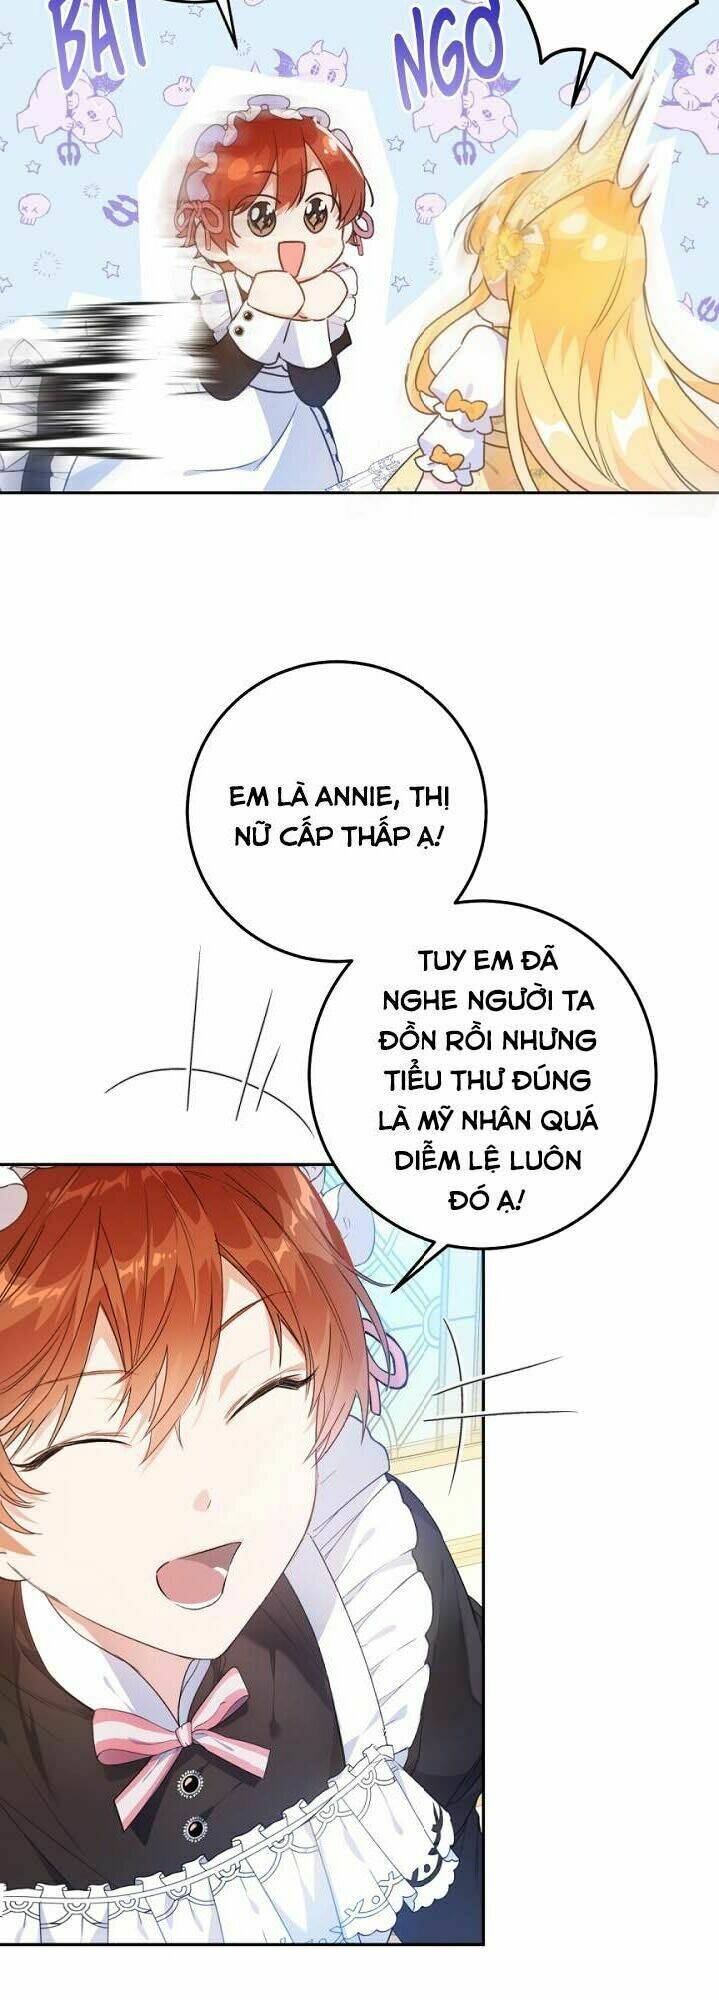 BẤT
NGỜ
EM LÀ ANNIE, THỊ
NỮ CẤP THẤP Ạ!
TUY EM ĐÃ
NGHE NGƯỜI TA
ĐỒN RỒI NHƯNG
TIỂU THƯ ĐÚNG
LÀ MỸ NHÂN QUÁ
DIỄM LỆ LUÔN
ĐÓ Ạ!